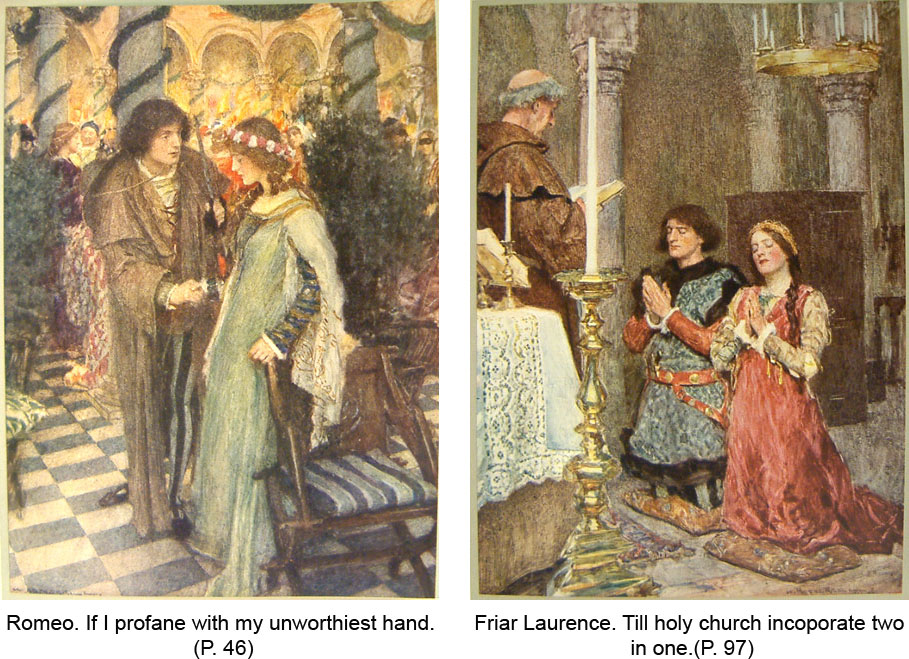 Romeo. If I profane with my unworthiest hand.
(P. 46)
Friar Laurence. Till holy church incoporate two
in one.(P. 97)